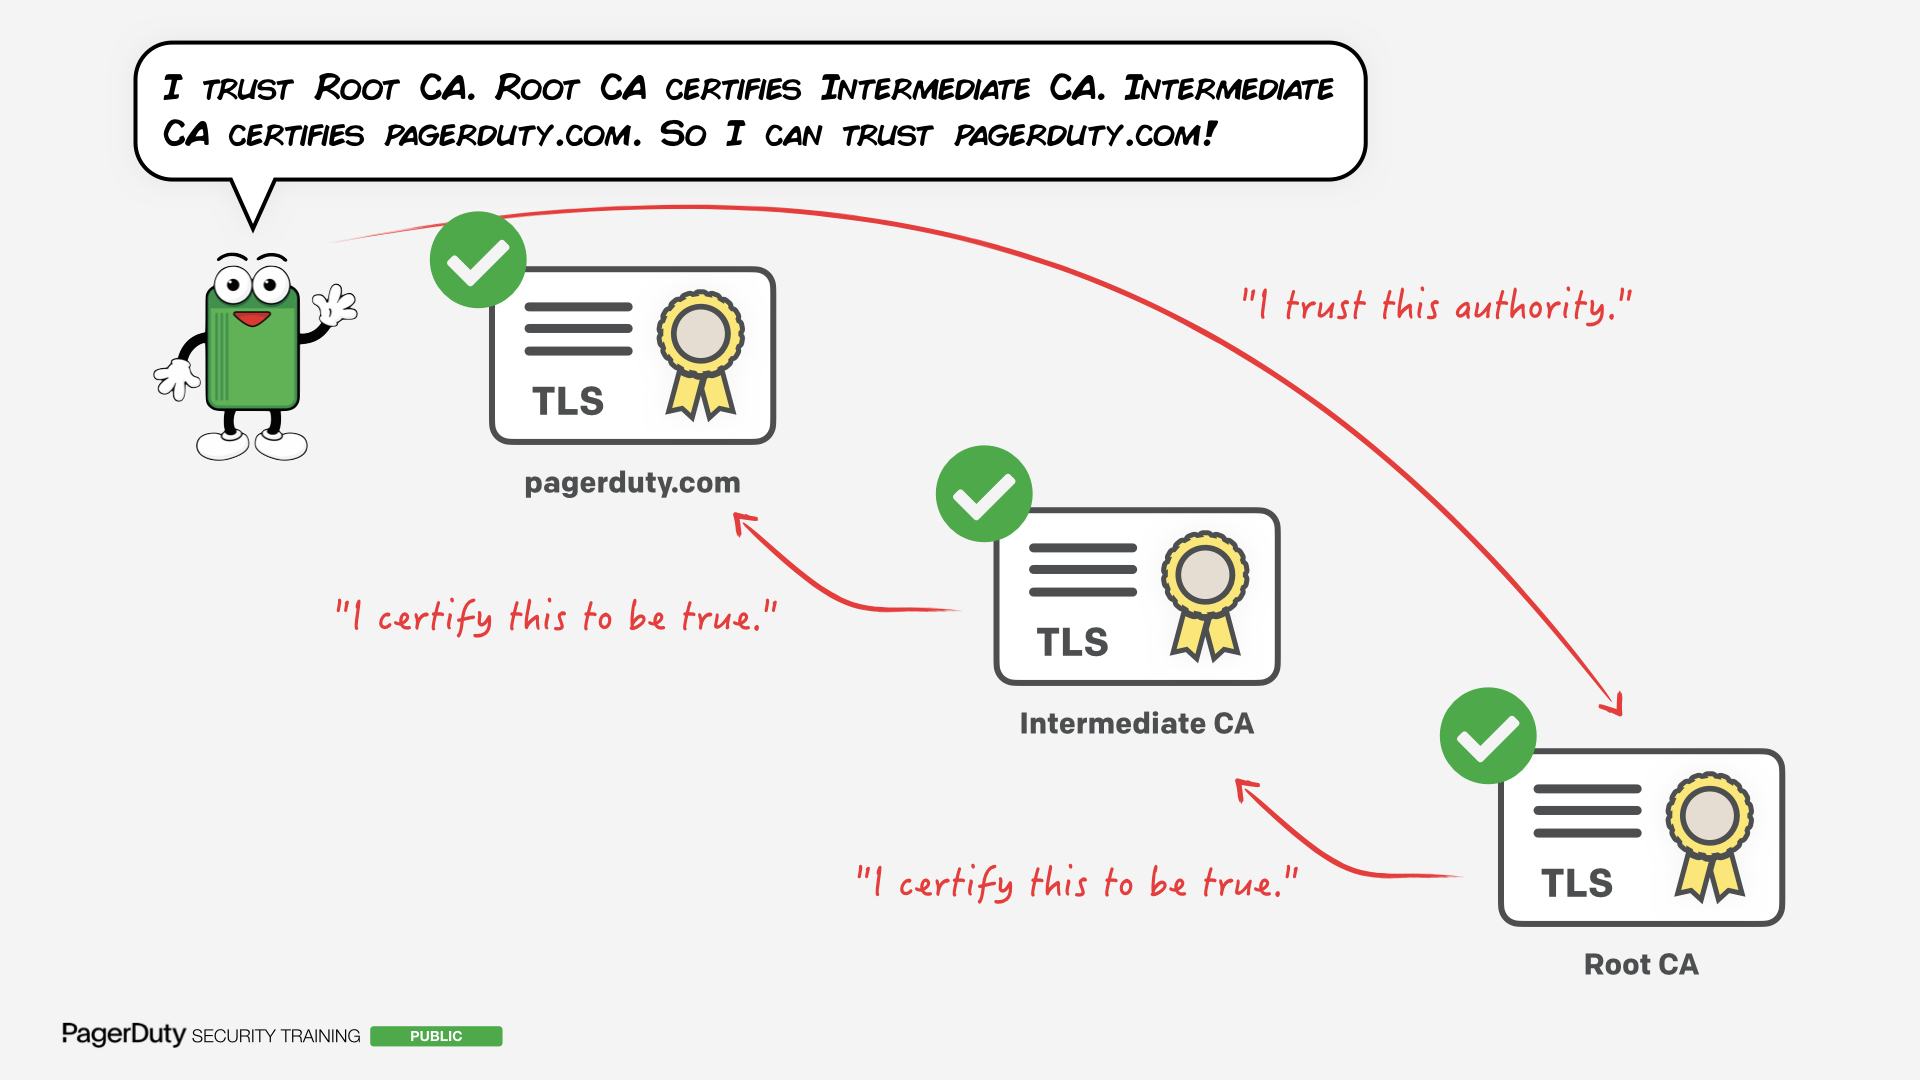 I trust Root CA. Root CA certifies Intermediate CA. Intermediate
CA certifies pagerduty.com. So I can trust pagerduty.com!
"I trust this authority."
TLS
pagerduty.com
"I certify this to be true."
TLS
Intermediate CA
"I certify this to be true."
TLS
Root CA
PagerDuty SECURITY TRAINING PUBLIC